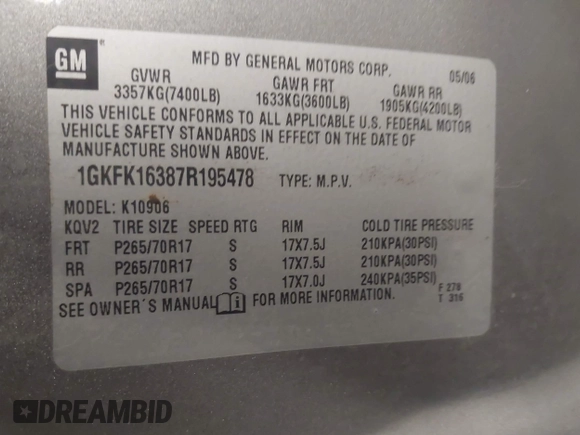 GM
®
MFD BY GENERAL MOTORS CORP.
05/06
GVWR GAWR FRT GAWR RR
3357KG(7400LB) 1633KG(3600LB) 1905KG(4200LB)
THIS VEHICLE CONFORMS TO ALL APPLICABLE U.S. FEDERAL MOTOR
VEHICLE SAFETY STANDARDS IN EFFECT ON THE DATE OF
MANUFACTURE SHOWN ABOVE.
1GKFK16387R195478 TYPE: M.P.V.
MODEL: K10906
KQV2 TIRE SIZE SPEED RTG RIM COLD TIRE PRESSURE
FRT P265/70R17 S 17X7.5J 210KPA(30PSI)
RR P265/70R17 S 17X7.5J 210KPA(30PSI)
SPA P265/70R17 S 17X7.0J 240KPA(35PSI)
F 278
T 316
SEE OWNER´S MANUAL i FOR MORE INFORMATION.
DREAMBID